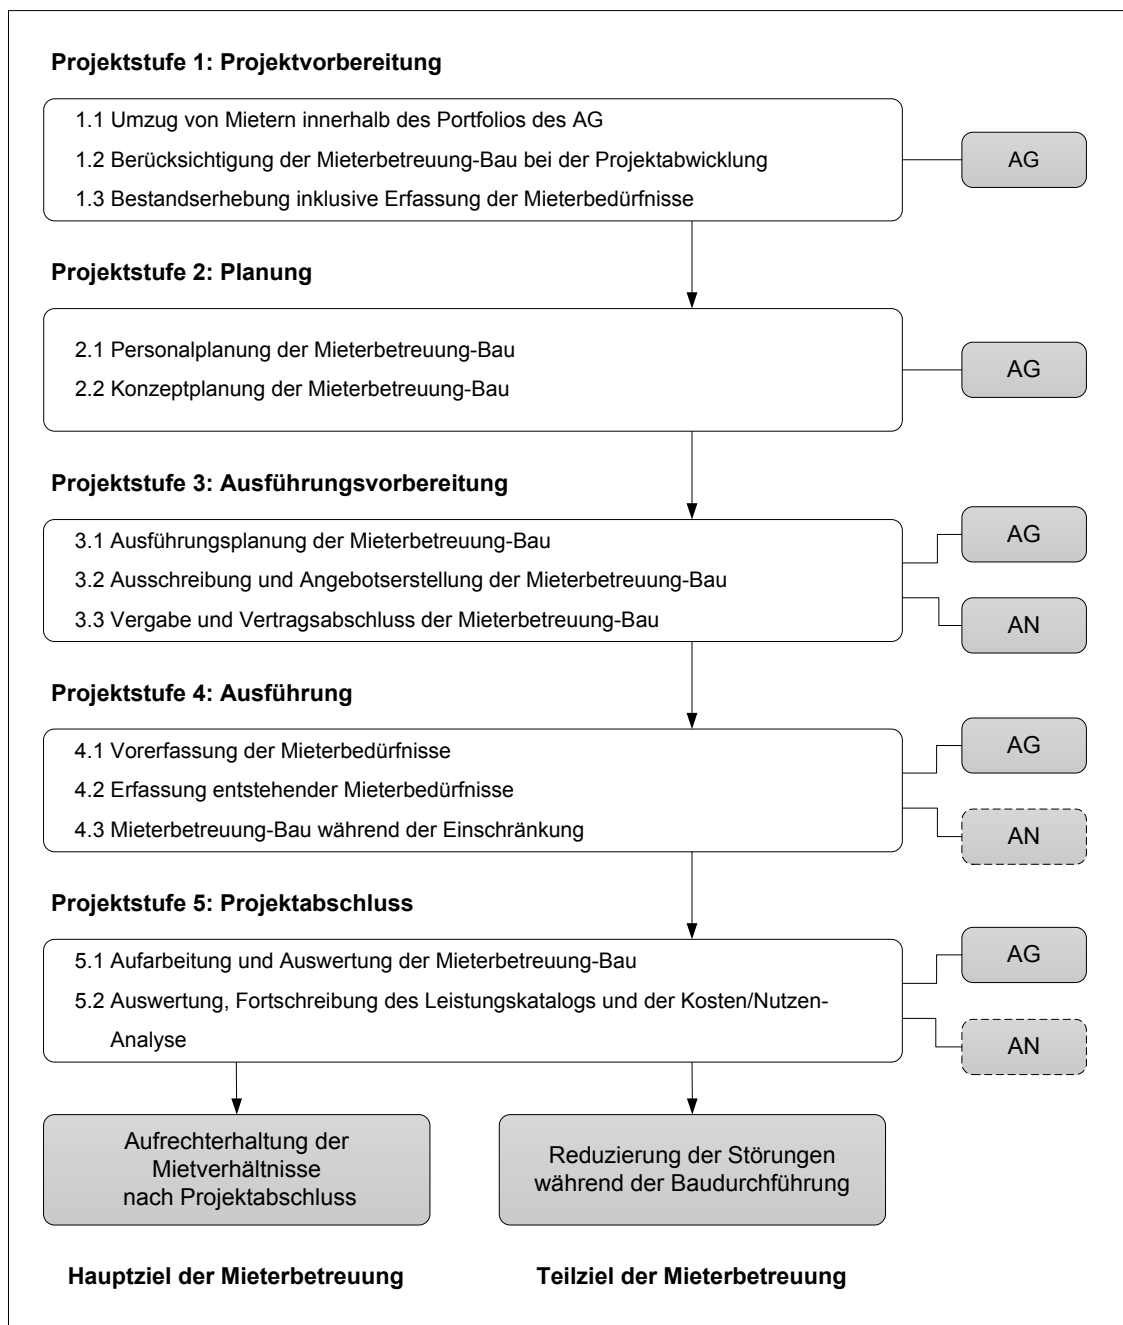 Projektstufe 1: Projektvorbereitung
1.1 Umzug von Mietern innerhalb des Portfolios des AG
1.2 Berücksichtigung der Mieterbetreuung-Bau bei der Projektabwicklung
1.3 Bestandserhebung inklusive Erfassung der Mieterbedürfnisse
AG
Projektstufe 2: Planung
2.1 Personalplanung der Mieterbetreuung-Bau
2.2 Konzeptplanung der Mieterbetreuung-Bau
AG
Projektstufe 3: Ausführungsvorbereitung
3.1 Ausführungsplanung der Mieterbetreuung-Bau
3.2 Ausschreibung und Angebotserstellung der Mieterbetreuung-Bau
3.3 Vergabe und Vertragsabschluss der Mieterbetreuung-Bau
AG
AN
Projektstufe 4: Ausführung
4.1 Vorerfassung der Mieterbedürfnisse
4.2 Erfassung entstehender Mieterbedürfnisse
4.3 Mieterbetreuung-Bau während der Einschränkung
AG
AN
Projektstufe 5: Projektabschluss
5.1 Aufarbeitung und Auswertung der Mieterbetreuung-Bau
5.2 Auswertung, Fortschreibung des Leistungskatalogs und der Kosten/Nutzen-
Analyse
AG
AN
Aufrechterhaltung der
Mietverhältnisse
nach Projektabschluss
Reduzierung der Störungen
während der Baudurchführung
Hauptziel der Mieterbetreuung
Teilziel der Mieterbetreuung